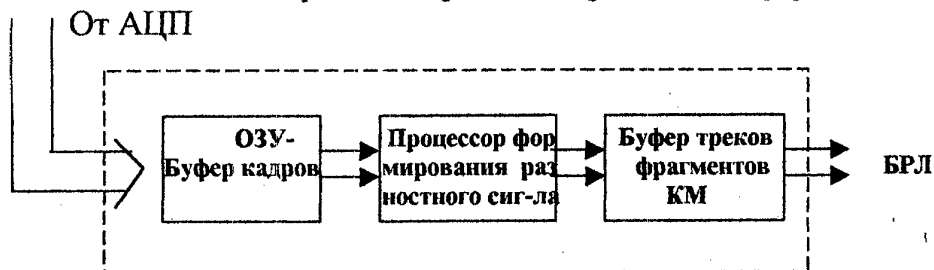 От АЦП
ОЗУ-
Буфер кадров
Процессор фор
мирования раз
ностного сиг-ла
Буфер треков
фрагментов
КМ
БРЛ